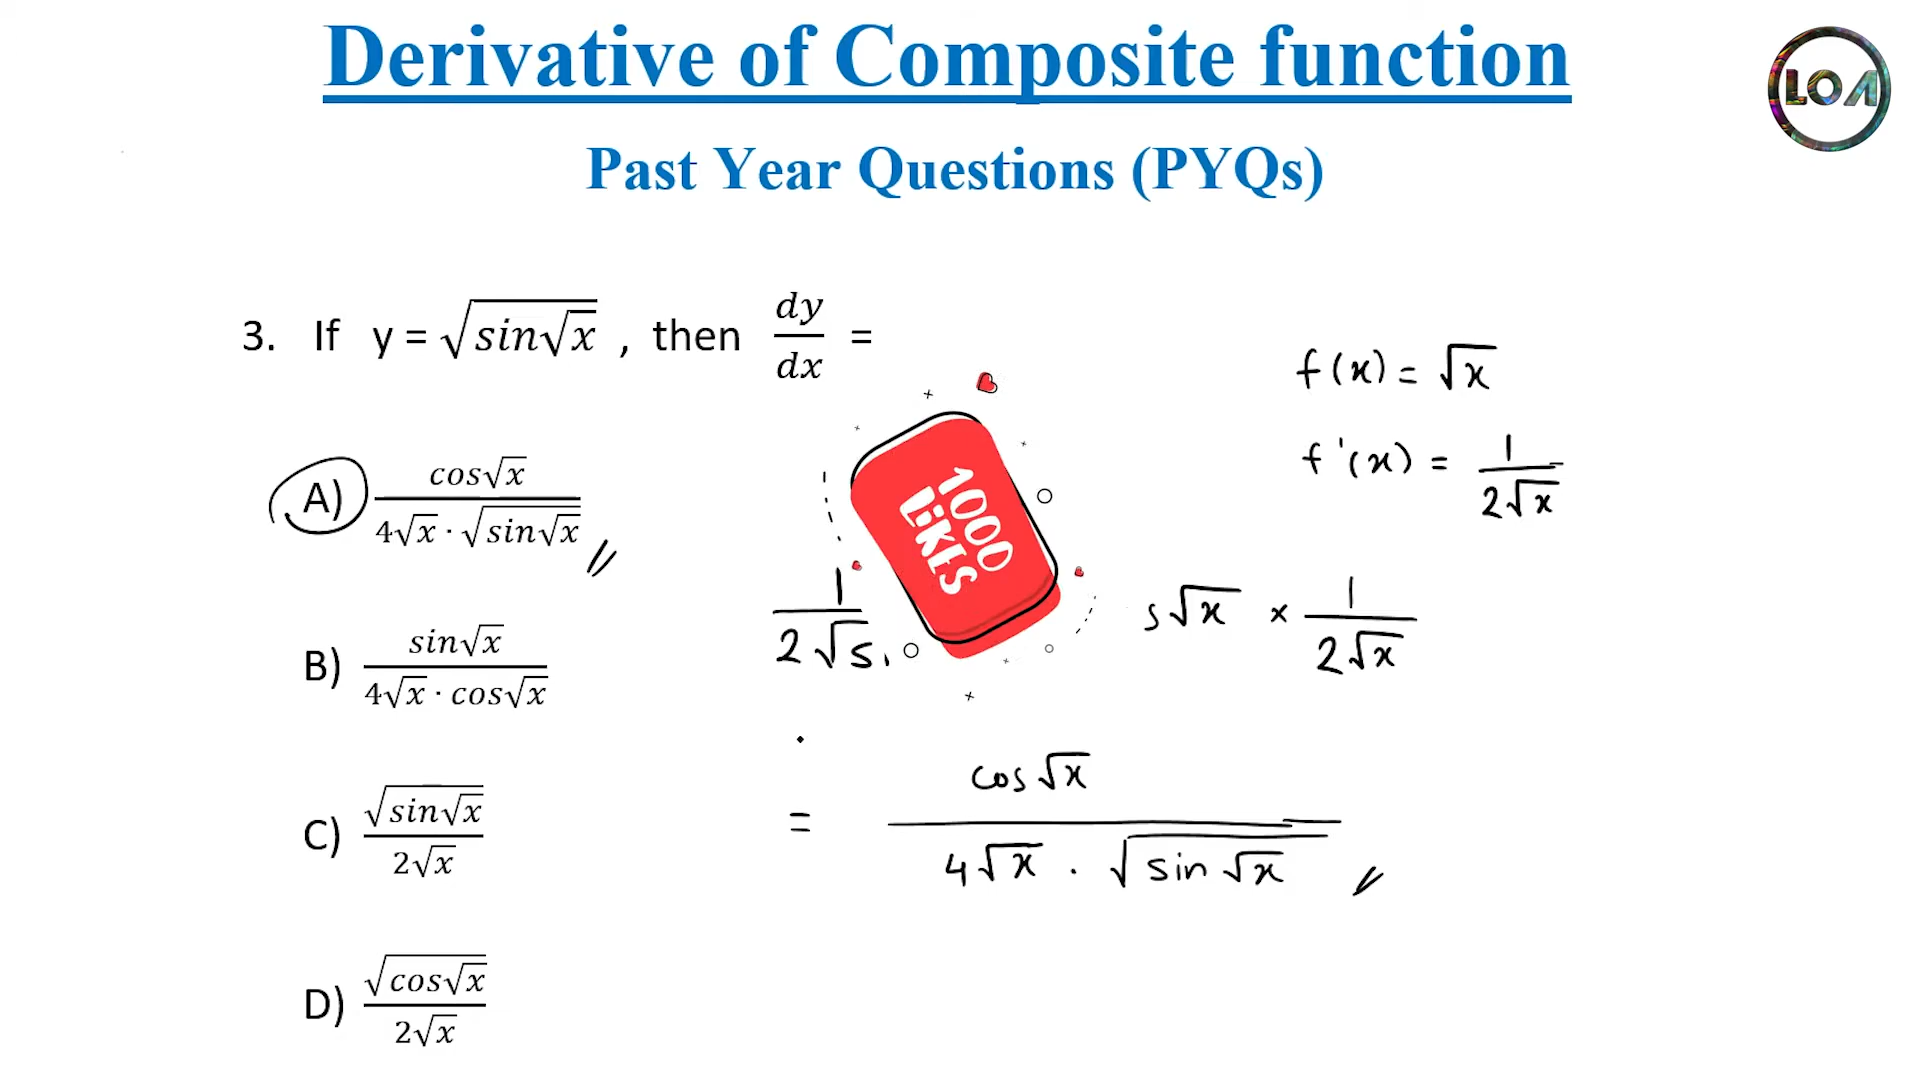 Derivative of Composite function
LOA
Past Year Questions (PYQs)
3. If y = √(sin√x) , then dy/dx =
f(x) = √x
f'(x) = 1/(2√x)
A) cos√x / (4√x · √(sin√x))
1000 LIKES
1/(2√s
s√x × 1/(2√x)
B) sin√x / (4√x · cos√x)
= cos√x / (4√x · √(sin√x))
C) √(sin√x) / (2√x)
D) √(cos√x) / (2√x)